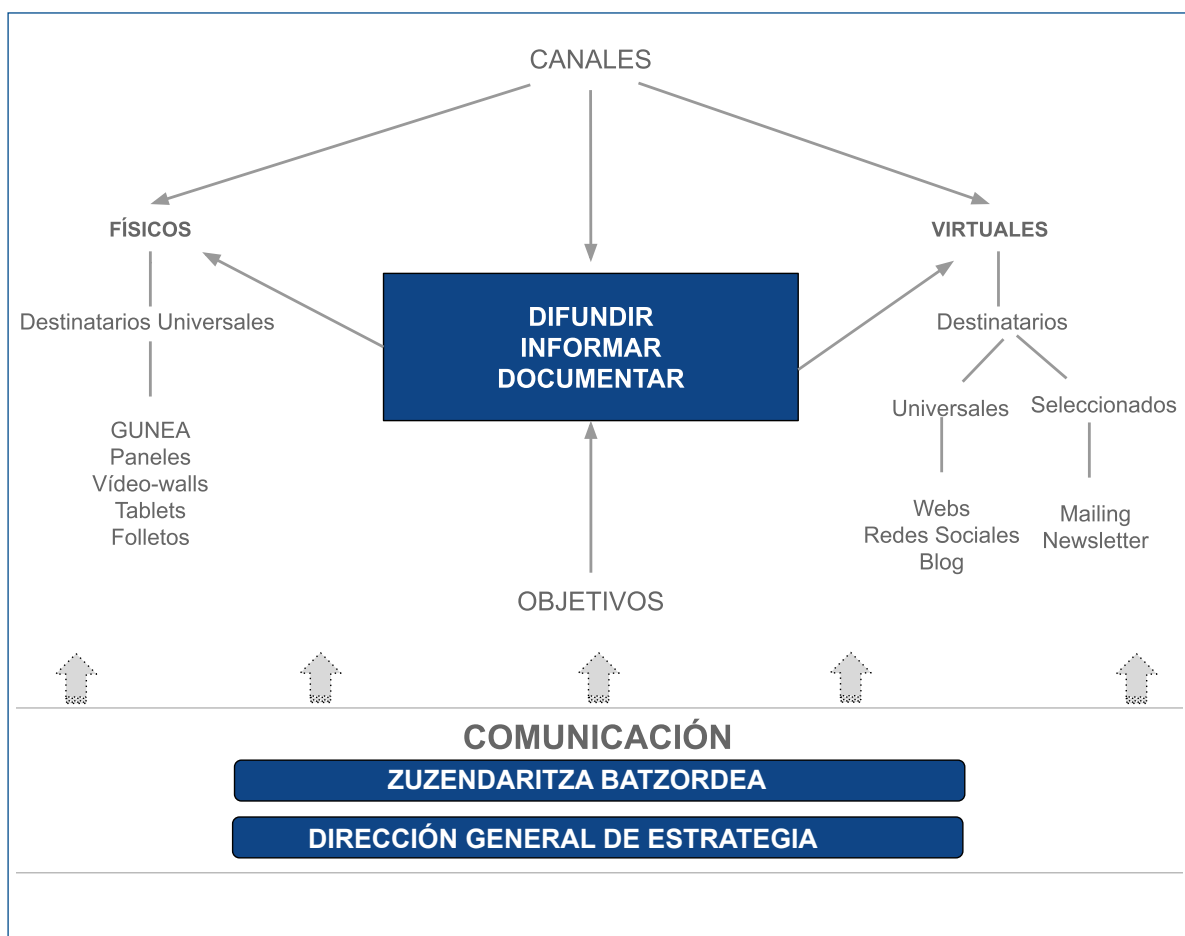 CANALES
FÍSICOS
VIRTUALES
DIFUNDIR
INFORMAR
DOCUMENTAR
Destinatarios Universales
Destinatarios
Universales
Seleccionados
GUNEA
Paneles
Vídeo-walls
Tablets
Folletos
Webs
Redes Sociales
Blog
Mailing
Newsletter
OBJETIVOS
COMUNICACIÓN
ZUZENDARITZA BATZORDEA
DIRECCIÓN GENERAL DE ESTRATEGIA